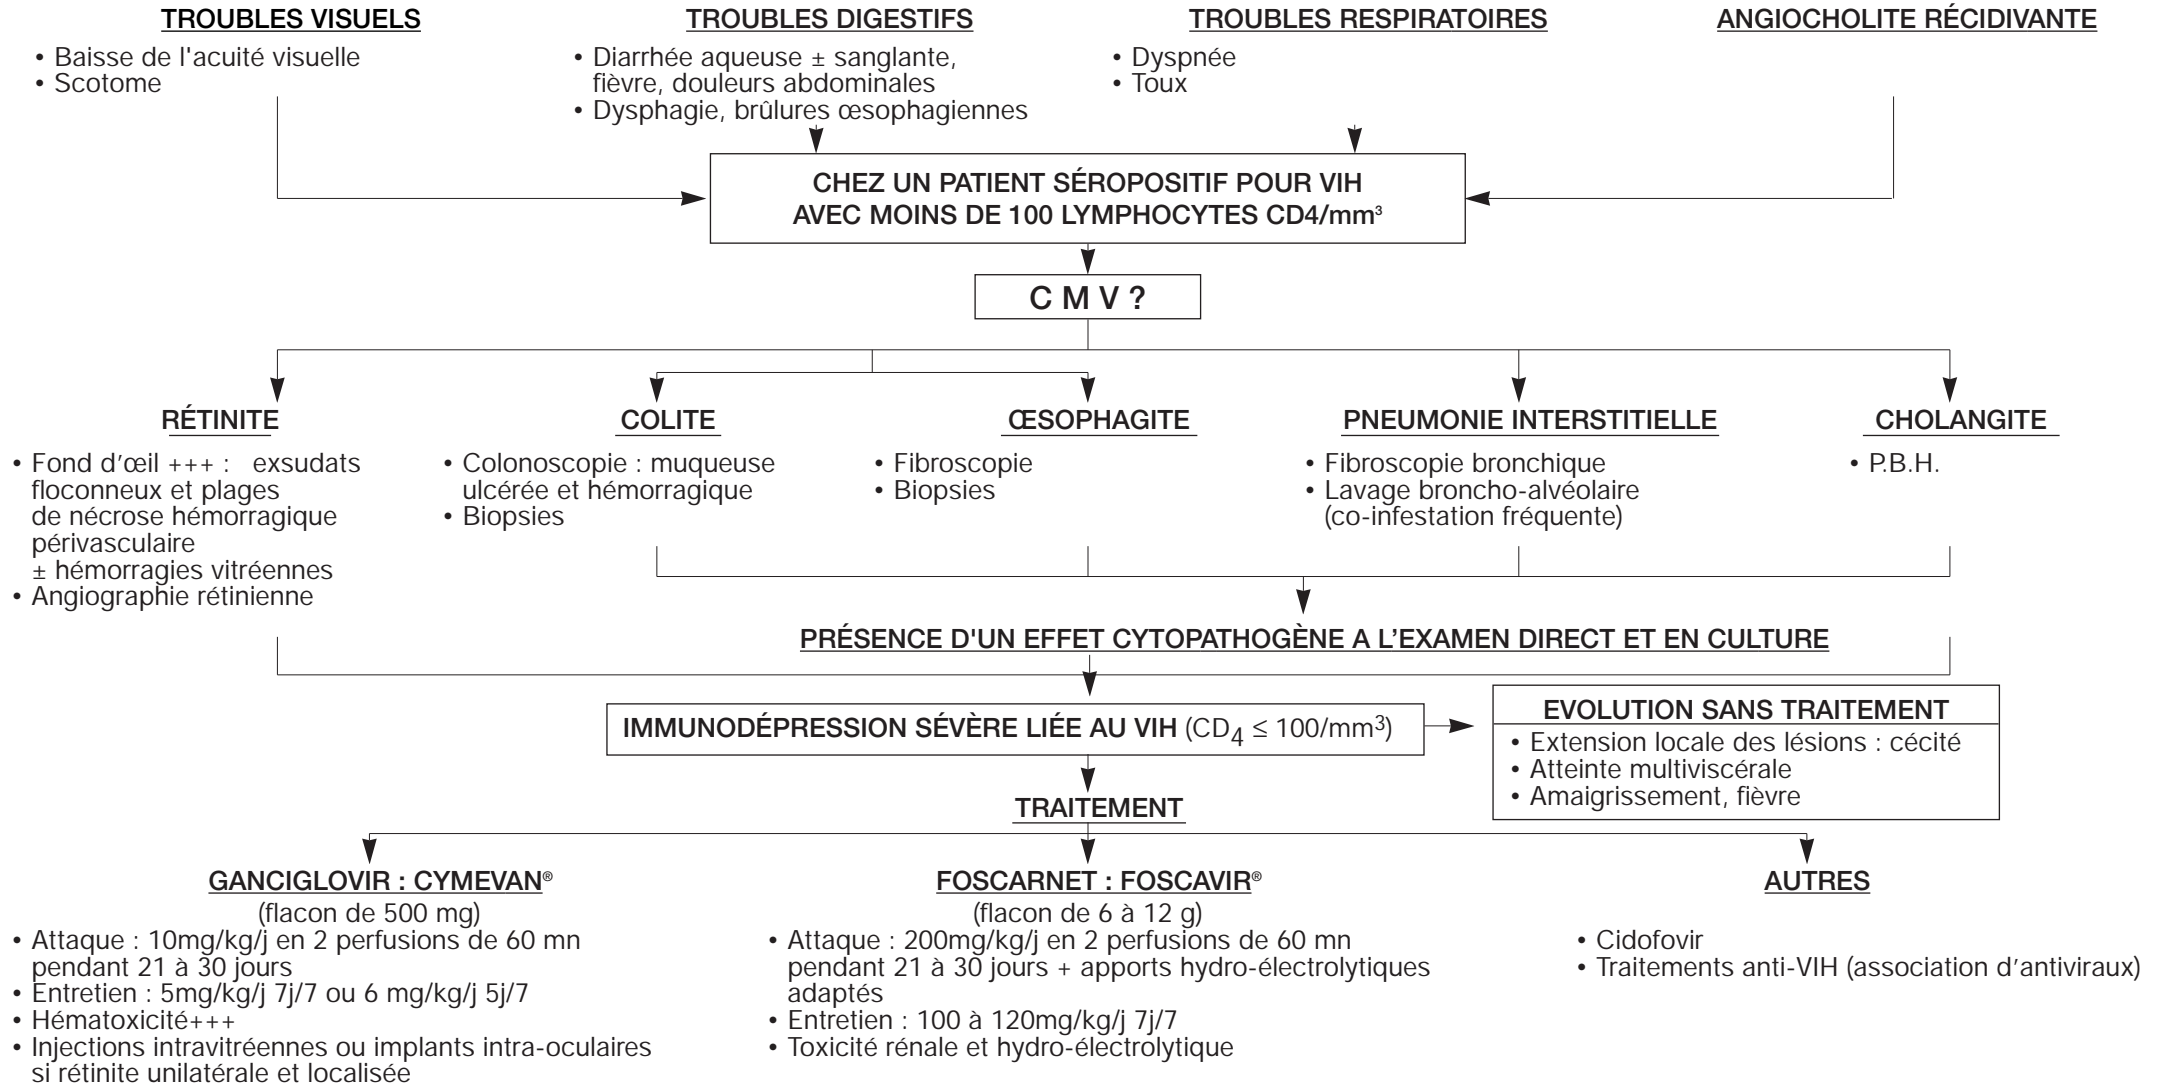 TROUBLES VISUELS
• Baisse de l'acuité visuelle
• Scotome
TROUBLES DIGESTIFS
• Diarrhée aqueuse ± sanglante,
fièvre, douleurs abdominales
• Dysphagie, brûlures œsophagiennes
TROUBLES RESPIRATOIRES
• Dyspnée
• Toux
ANGIOCHOLITE RÉCIDIVANTE
CHEZ UN PATIENT SÉROPOSITIF POUR VIH
AVEC MOINS DE 100 LYMPHOCYTES CD4/mm³
C M V ?
RÉTINITE
• Fond d’œil +++ : exsudats
floconneux et plages
de nécrose hémorragique
périvasculaire
± hémorragies vitréennes
• Angiographie rétinienne
COLITE
• Colonoscopie : muqueuse
ulcérée et hémorragique
• Biopsies
ŒSOPHAGITE
• Fibroscopie
• Biopsies
PNEUMONIE INTERSTITIELLE
• Fibroscopie bronchique
• Lavage broncho-alvéolaire
(co-infestation fréquente)
CHOLANGITE
• P.B.H.
PRÉSENCE D'UN EFFET CYTOPATHOGÈNE A L’EXAMEN DIRECT ET EN CULTURE
IMMUNODÉPRESSION SÉVÈRE LIÉE AU VIH (CD4 ≤ 100/mm³)
EVOLUTION SANS TRAITEMENT
• Extension locale des lésions : cécité
• Atteinte multiviscérale
• Amaigrissement, fièvre
TRAITEMENT
GANCIGLOVIR : CYMEVAN®
(flacon de 500 mg)
• Attaque : 10mg/kg/j en 2 perfusions de 60 mn
pendant 21 à 30 jours
• Entretien : 5mg/kg/j 7j/7 ou 6 mg/kg/j 5j/7
• Hématoxicité+++
• Injections intravitréennes ou implants intra-oculaires
si rétinite unilatérale et localisée
FOSCARNET : FOSCAVIR®
(flacon de 6 à 12 g)
• Attaque : 200mg/kg/j en 2 perfusions de 60 mn
pendant 21 à 30 jours + apports hydro-électrolytiques
adaptés
• Entretien : 100 à 120mg/kg/j 7j/7
• Toxicité rénale et hydro-électrolytique
AUTRES
• Cidofovir
• Traitements anti-VIH (association d’antiviraux)